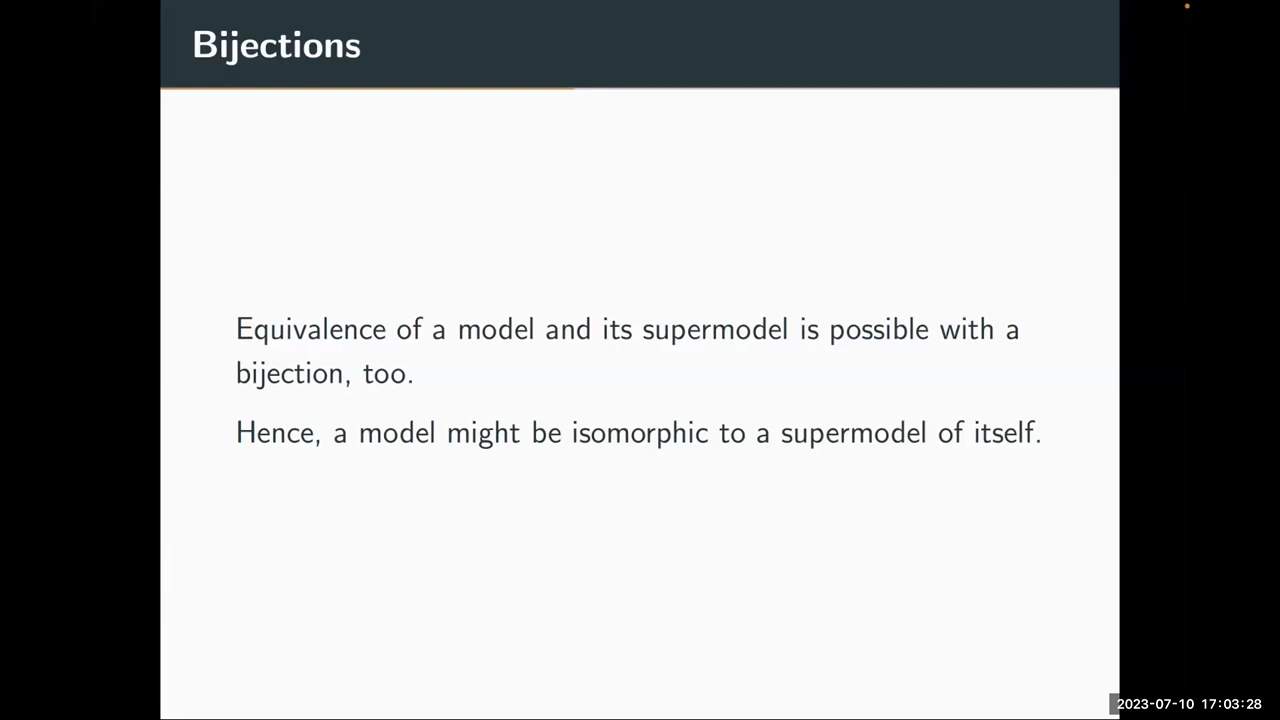 Bijections
Equivalence of a model and its supermodel is possible with a
bijection, too.
Hence, a model might be isomorphic to a supermodel of itself.
2023-07-10 17:03:28